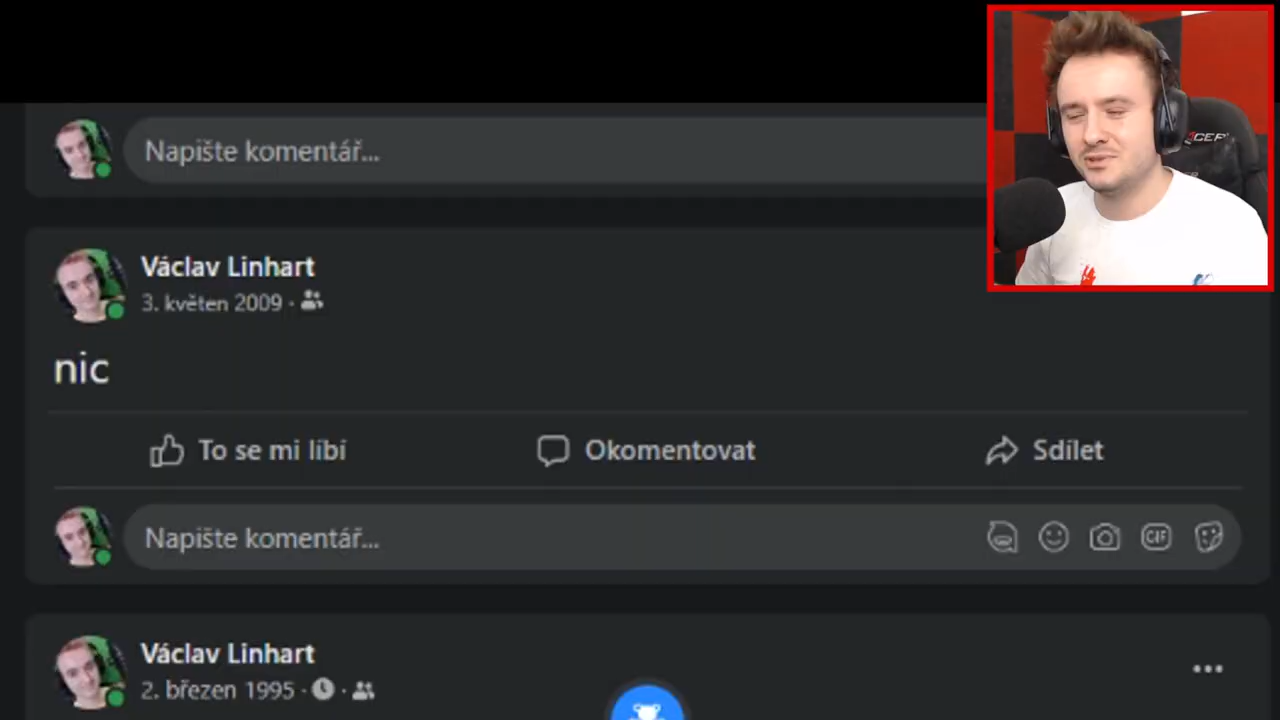 Napište komentář...
Václav Linhart
3. květen 2009
nic
To se mi líbí
Okomentovat
Sdílet
Napište komentář...
GIF
Václav Linhart
2. březen 1995